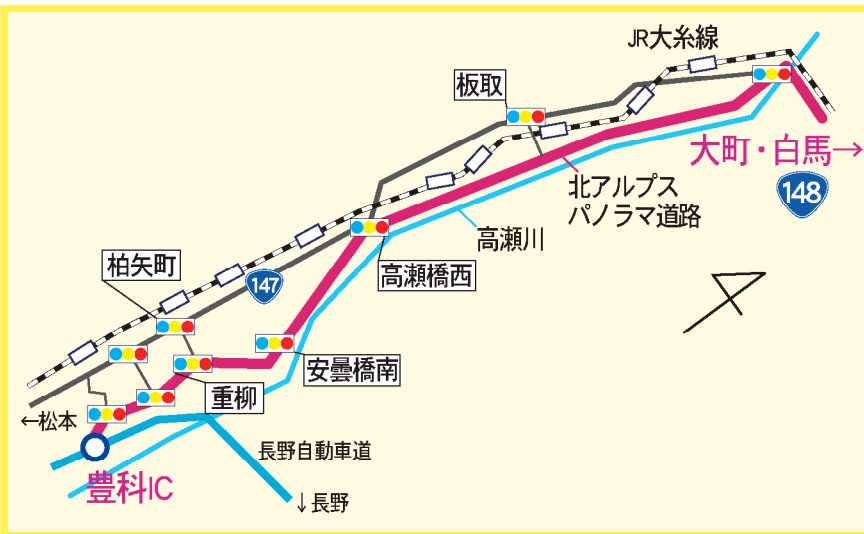 JR大糸線
板取
大町・白馬→
148
北アルプス
パノラマ道路
高瀬川
柏矢町
147
高瀬橋西
安曇橋南
重柳
←松本
長野自動車道
豊科IC
↓長野